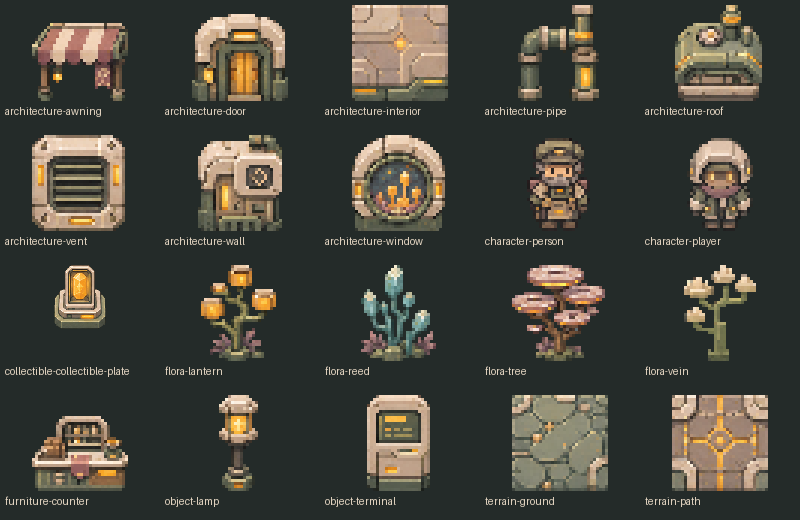 architecture-awning
architecture-door
architecture-interior
architecture-pipe
architecture-roof
architecture-vent
architecture-wall
architecture-window
character-person
character-player
collectible-collectible-plate
flora-lantern
flora-reed
flora-tree
flora-vein
furniture-counter
object-lamp
object-terminal
terrain-ground
terrain-path